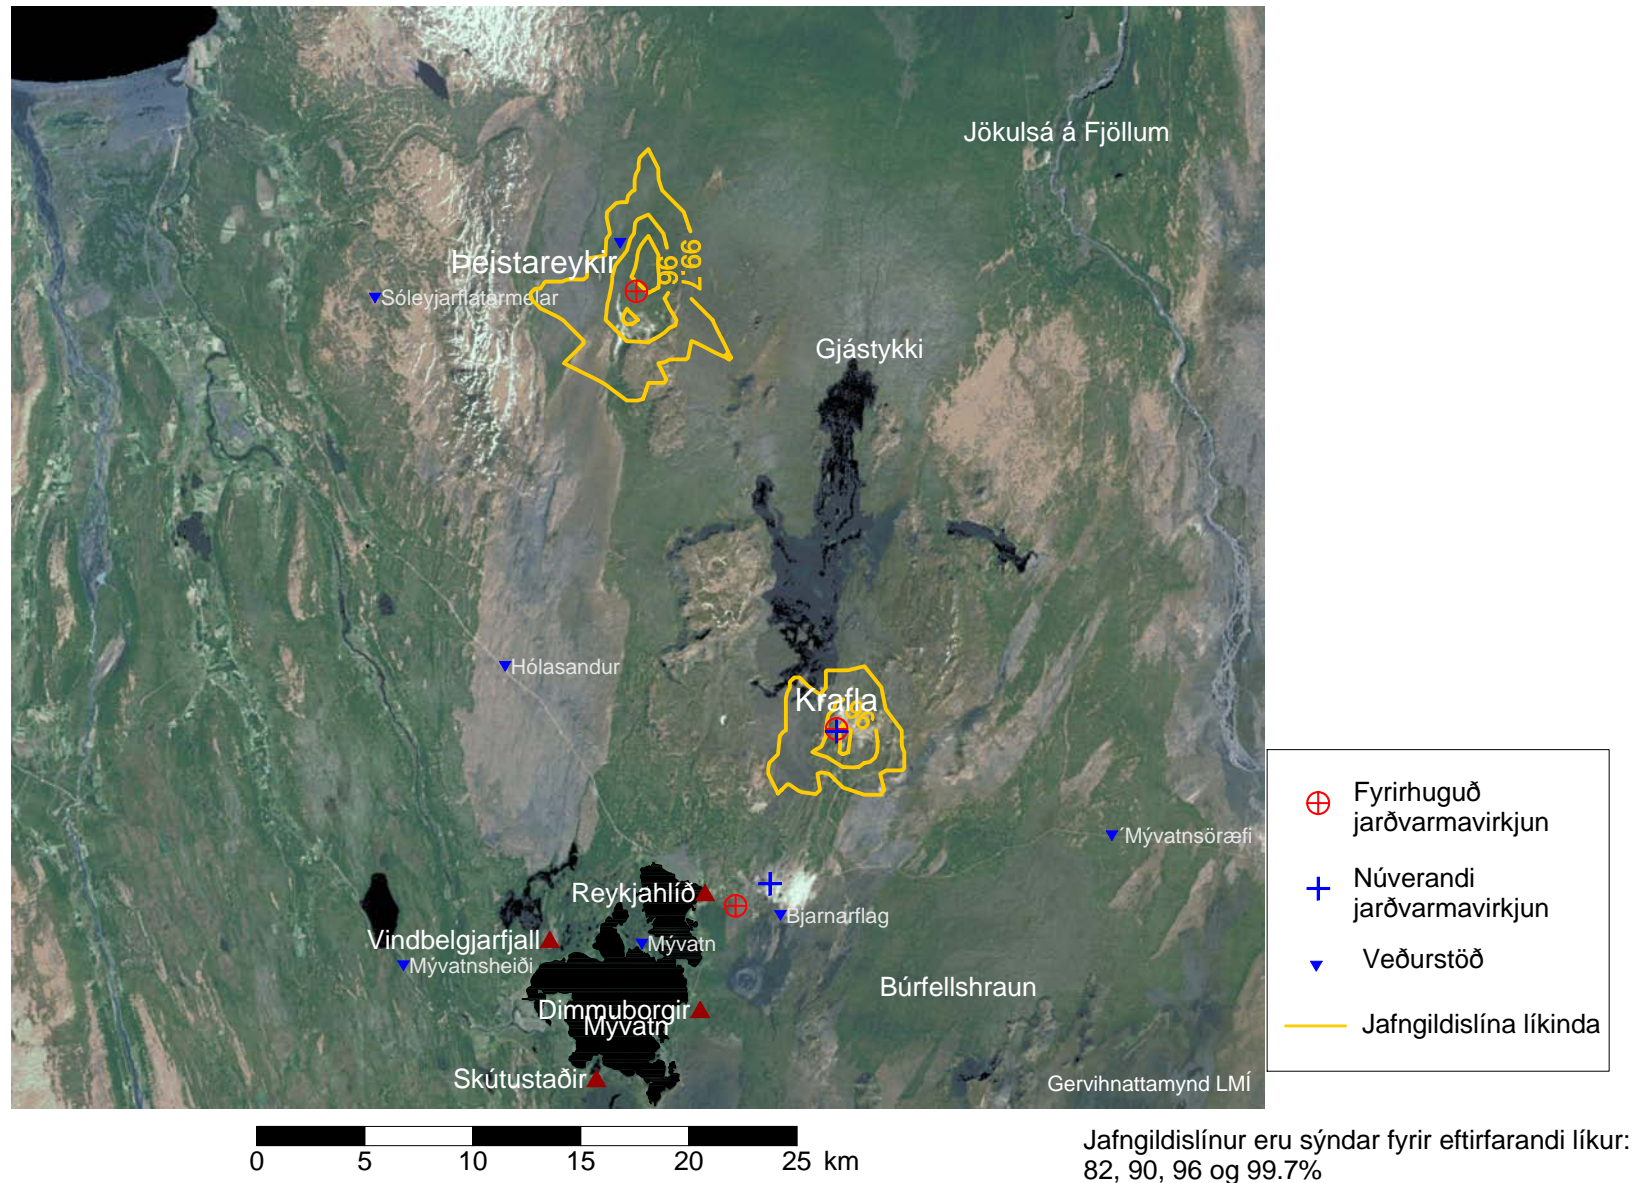 Jökulsá á Fjöllum
99.7
96
Þeistareykir
Sóleyjarflatarmelar
Gjástykki
Hólasandur
Krafla
96
Fyrirhuguð
jarðvarmavirkjun
Núverandi
jarðvarmavirkjun
Veðurstöð
Jafngildislína líkinda
´Mývatnsöræfi
Reykjahlíð
Bjarnarflag
Vindbelgjarfjall
Mývatn
Mývatnsheiði
Búrfellshraun
Dimmuborgir
Mývatn
Skútustaðir
Gervihnattamynd LMÍ
0 5 10 15 20 25 km
Jafngildislínur eru sýndar fyrir eftirfarandi líkur:
82, 90, 96 og 99.7%